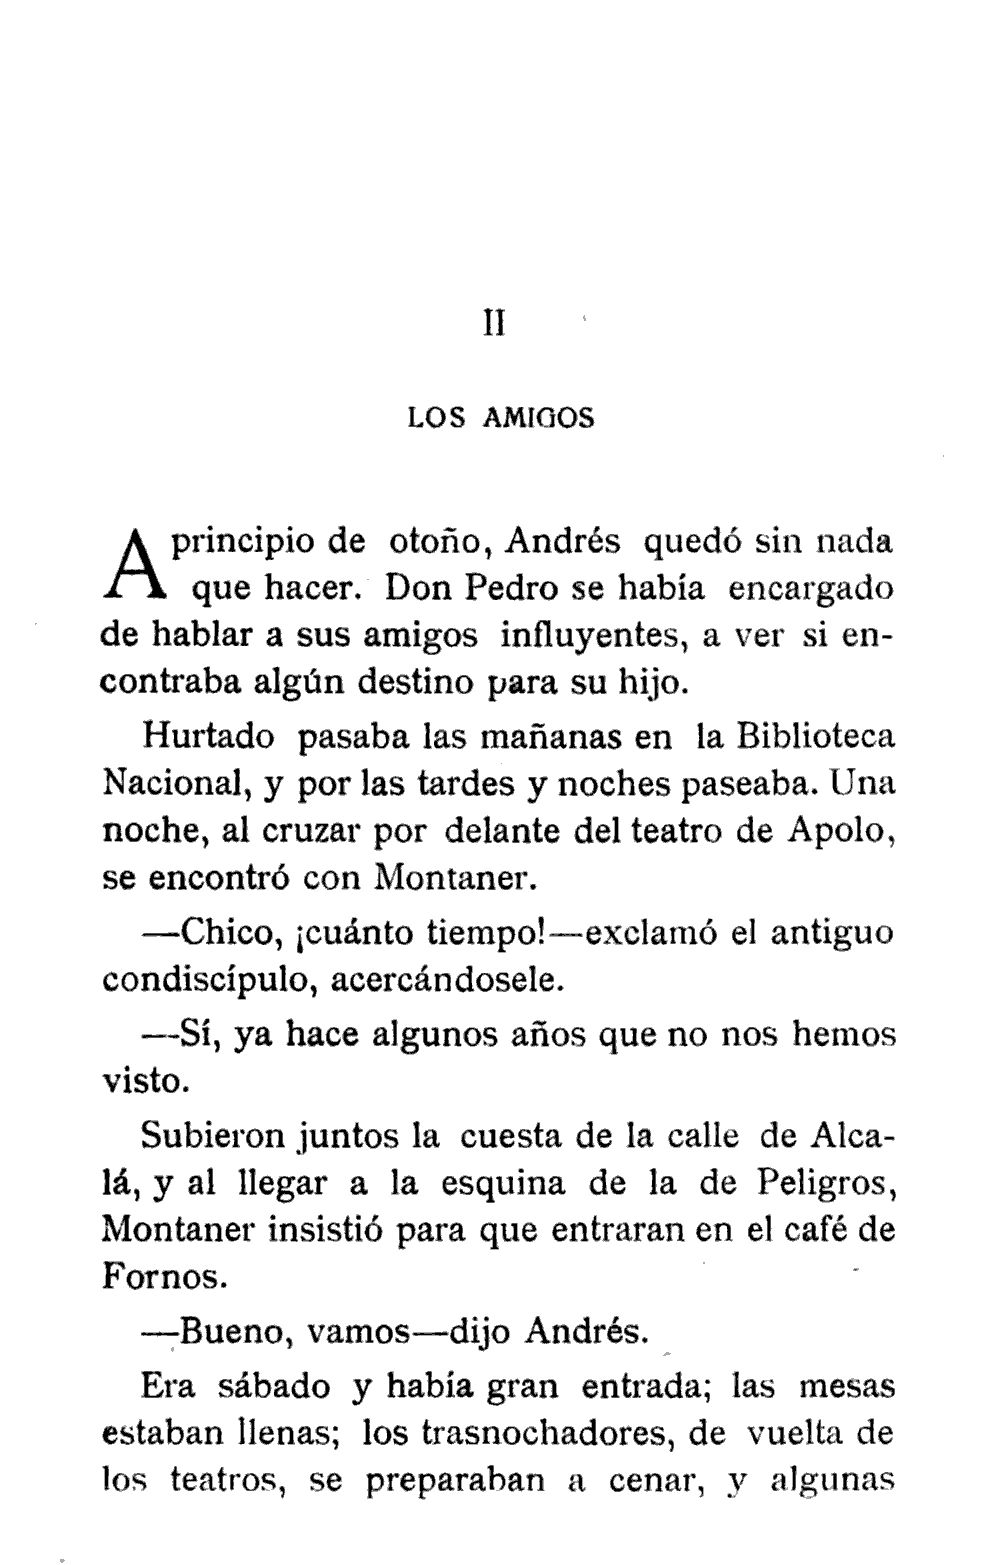 II
LOS AMIGOS
A principio de otoño, Andrés quedó sin nada
que hacer. Don Pedro se había encargado
de hablar a sus amigos influyentes, a ver si en-
contraba algún destino para su hijo.
Hurtado pasaba las mañanas en la Biblioteca
Nacional, y por las tardes y noches paseaba. Una
noche, al cruzar por delante del teatro de Apolo,
se encontró con Montaner.
—Chico, ¡cuánto tiempo!—exclamó el antiguo
condiscípulo, acercándosele.
—Sí, ya hace algunos años que no nos hemos
visto.
Subieron juntos la cuesta de la calle de Alca-
lá, y al llegar a la esquina de la de Peligros,
Montaner insistió para que entraran en el café de
Fornos.
—Bueno, vamos—dijo Andrés.
Era sábado y había gran entrada; las mesas
estaban llenas; los trasnochadores, de vuelta de
los teatros, se preparaban a cenar, y algunas